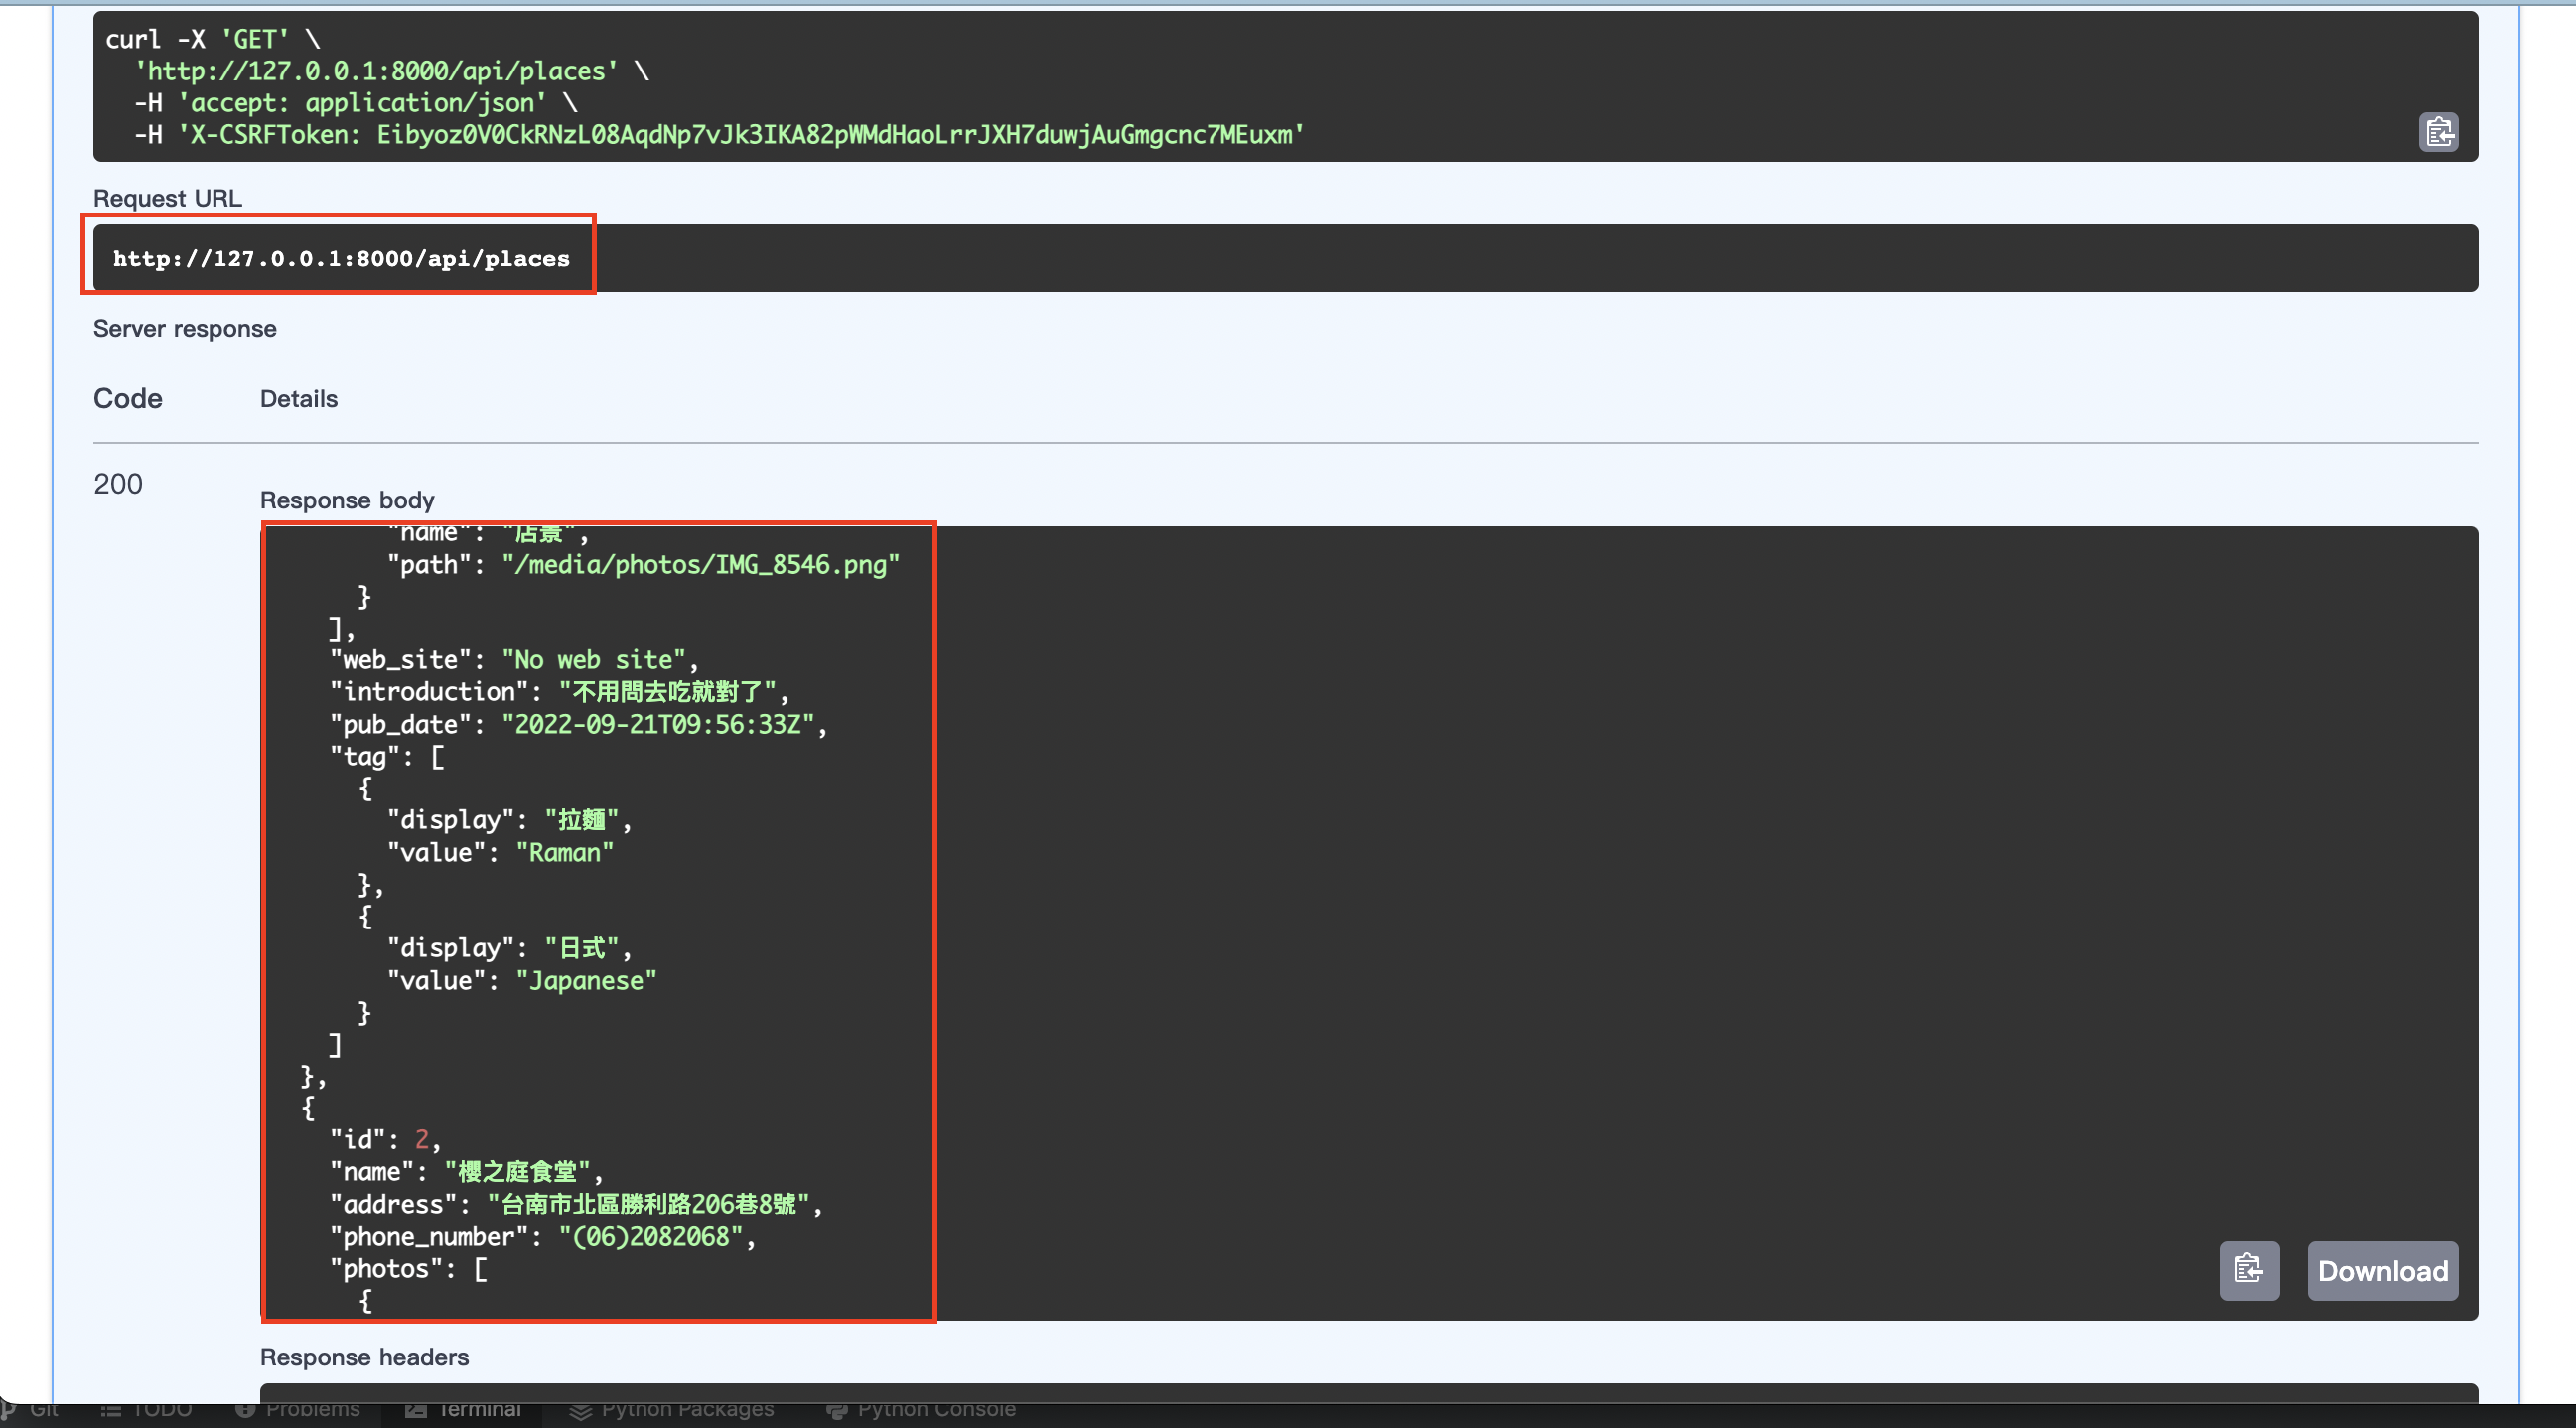 curl -X 'GET' \
'http://127.0.0.1:8000/api/places' \
-H 'accept: application/json' \
-H 'X-CSRFToken: Eibyoz0V0CkRNzL08AqdNp7vJk3IKA82pWMdHaoLrrJXH7duwjAuGmgcnc7MEuxm'
Request URL
http://127.0.0.1:8000/api/places
Server response
Code Details
200
Response body
"name": "店景",
"path": "/media/photos/IMG_8546.png"
}
],
"web_site": "No web site",
"introduction": "不用問去吃就對了",
"pub_date": "2022-09-21T09:56:33Z",
"tag": [
{
"display": "拉麵",
"value": "Raman"
},
{
"display": "日式",
"value": "Japanese"
}
]
},
{
"id": 2,
"name": "櫻之庭食堂",
"address": "台南市北區勝利路206巷8號",
"phone_number": "(06)2082068",
"photos": [
{
Download
Response headers
Git TODO Problems Terminal Python Packages Python Console